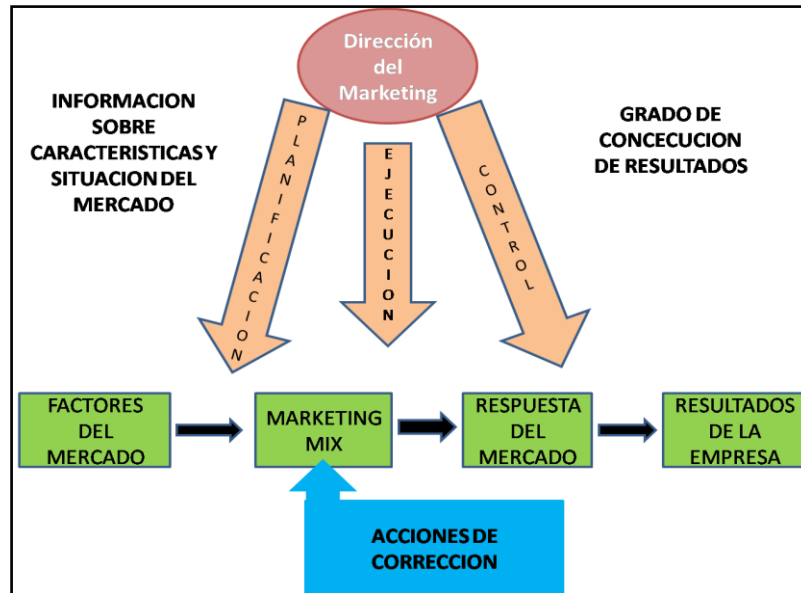 Dirección
del
Marketing
INFORMACION
SOBRE
CARACTERISTICAS Y
SITUACION DEL
MERCADO
PLANIFICACION
EJECUCION
CONTROL
GRADO DE
CONCECUCION
DE RESULTADOS
FACTORES
DEL
MERCADO
MARKETING
MIX
RESPUESTA
DEL
MERCADO
RESULTADOS
DE LA
EMPRESA
ACCIONES DE
CORRECCION